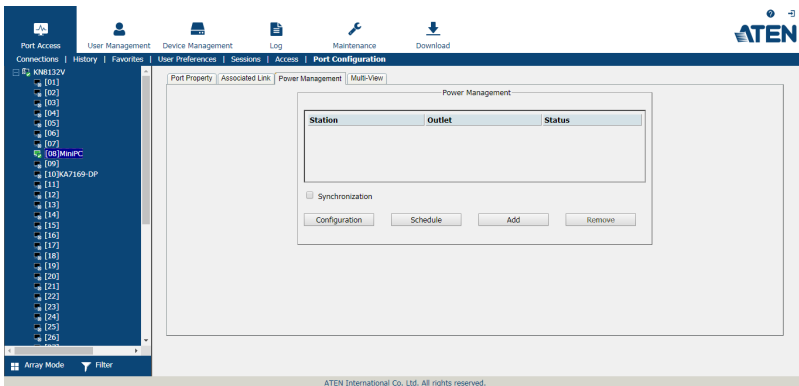 ATEN
Port Access User Management Device Management Log Maintenance Download
Connections | History | Favorites | User Preferences | Sessions | Access | Port Configuration
KN8132V
[01]
[02]
[03]
[04]
[05]
[06]
[07]
[08]MiniPC
[09]
[10]KA7169-DP
[11]
[12]
[13]
[14]
[15]
[16]
[17]
[18]
[19]
[20]
[21]
[22]
[23]
[24]
[25]
[26]
Array Mode Filter
Port Property Associated Link Power Management Multi-View
Power Management
Station Outlet Status
Synchronization
Configuration Schedule Add Remove
ATEN International Co. Ltd. All rights reserved.